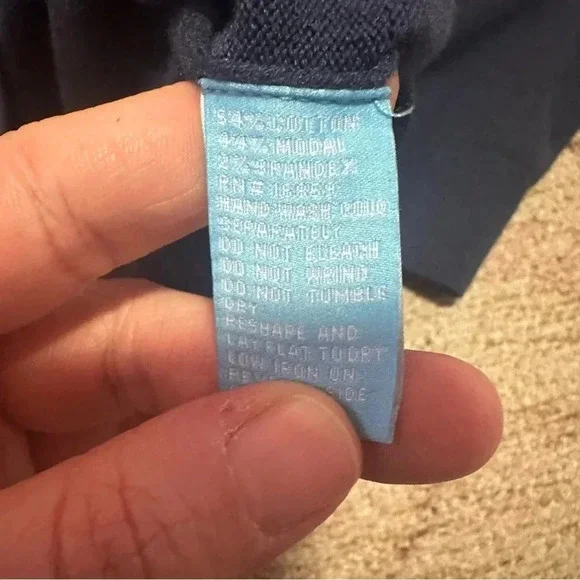 54% COTTON
44% MODAL
2% SPANDEX
RN#
HAND WASH COLD
SEPARATELY
DO NOT BLEACH
DO NOT WRING
DO NOT TUMBLE
DRY
RESHAPE AND
LAY FLAT TO DRY
LOW IRON ON
SIDE